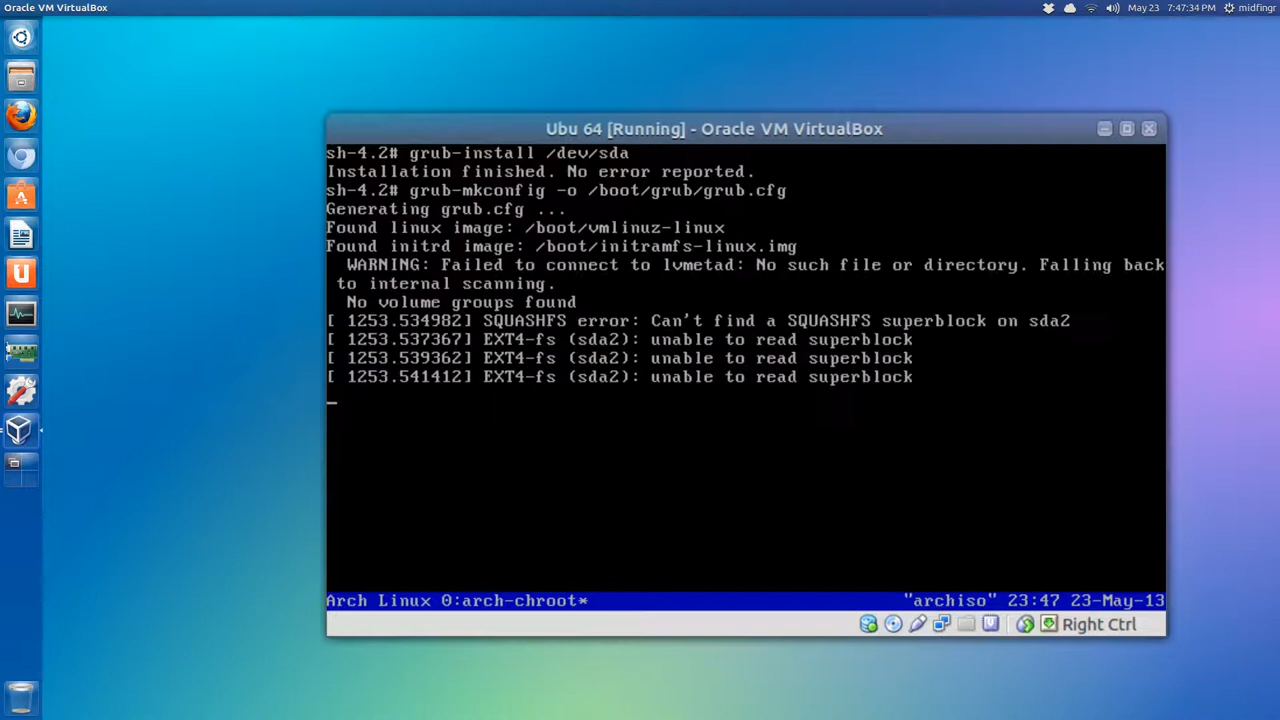 Oracle VM VirtualBox
May 23 7:47:34 PM midfingr
Ubu 64 [Running] - Oracle VM VirtualBox
sh-4.2# grub-install /dev/sda
Installation finished. No error reported.
sh-4.2# grub-mkconfig -o /boot/grub/grub.cfg
Generating grub.cfg ...
Found linux image: /boot/vmlinuz-linux
Found initrd image: /boot/initramfs-linux.img
WARNING: Failed to connect to lvmetad: No such file or directory. Falling back
to internal scanning.
No volume groups found
[ 1253.534982] SQUASHFS error: Can't find a SQUASHFS superblock on sda2
[ 1253.537367] EXT4-fs (sda2): unable to read superblock
[ 1253.539362] EXT4-fs (sda2): unable to read superblock
[ 1253.541412] EXT4-fs (sda2): unable to read superblock
_
Arch Linux 0:arch-chroot* "archiso" 23:47 23-May-13
Right Ctrl